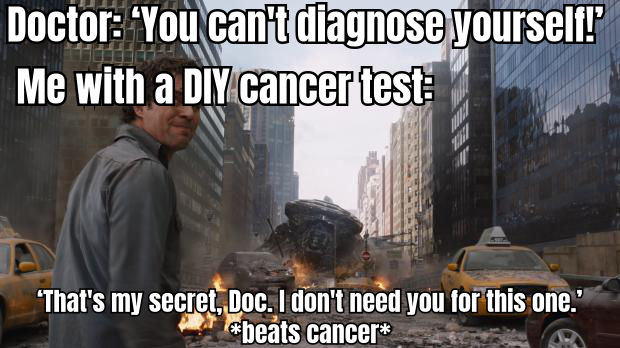 Doctor: ‘You can't diagnose yourself!’
Me with a DIY cancer test:
‘That's my secret, Doc. I don't need you for this one.’
*beats cancer*